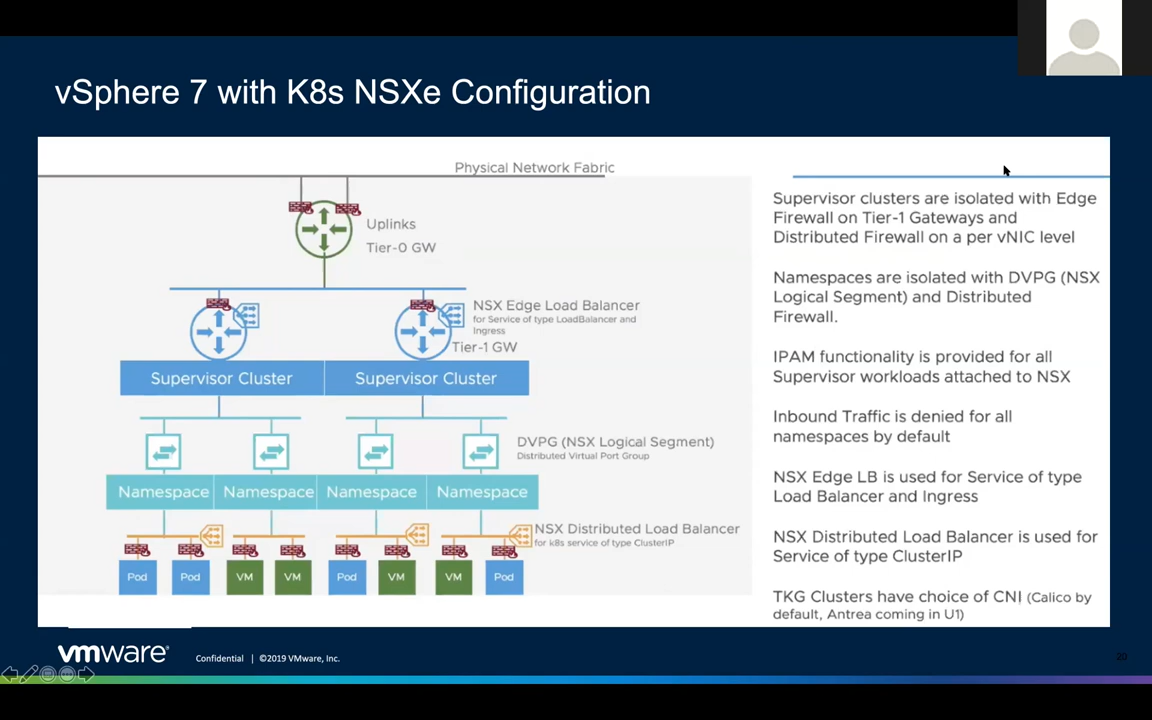 vSphere 7 with K8s NSXe Configuration
Physical Network Fabric
Uplinks
Tier-0 GW
NSX Edge Load Balancer
for Service of type LoadBalancer and
Ingress
Tier-1 GW
Supervisor Cluster
Supervisor Cluster
DVPG (NSX Logical Segment)
Distributed Virtual Port Group
Namespace
Namespace
Namespace
Namespace
NSX Distributed Load Balancer
for k8s service of type ClusterIP
Pod
Pod
VM
VM
Pod
VM
VM
Pod
Supervisor clusters are isolated with Edge
Firewall on Tier-1 Gateways and
Distributed Firewall on a per vNIC level
Namespaces are isolated with DVPG (NSX
Logical Segment) and Distributed
Firewall.
IPAM functionality is provided for all
Supervisor workloads attached to NSX
Inbound Traffic is denied for all
namespaces by default
NSX Edge LB is used for Service of type
Load Balancer and Ingress
NSX Distributed Load Balancer is used for
Service of type ClusterIP
TKG Clusters have choice of CNI (Calico by
default, Antrea coming in U1)
vmware®
Confidential | ©2019 VMware, Inc.
20